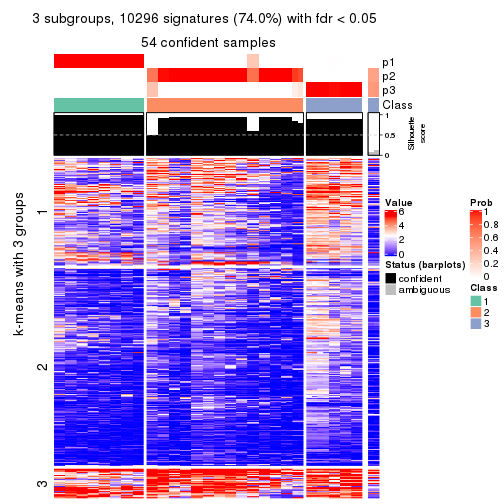 3 subgroups, 10296 signatures (74.0%) with fdr < 0.05
54 confident samples
p1
p2
p3
Class
1
0.5
0
Silhouette
score
k-means with 3 groups
1
2
3
Value
6
4
2
0
Status (barplots)
confident
ambiguous
Prob
1
0.8
0.6
0.4
0.2
0
Class
1
2
3